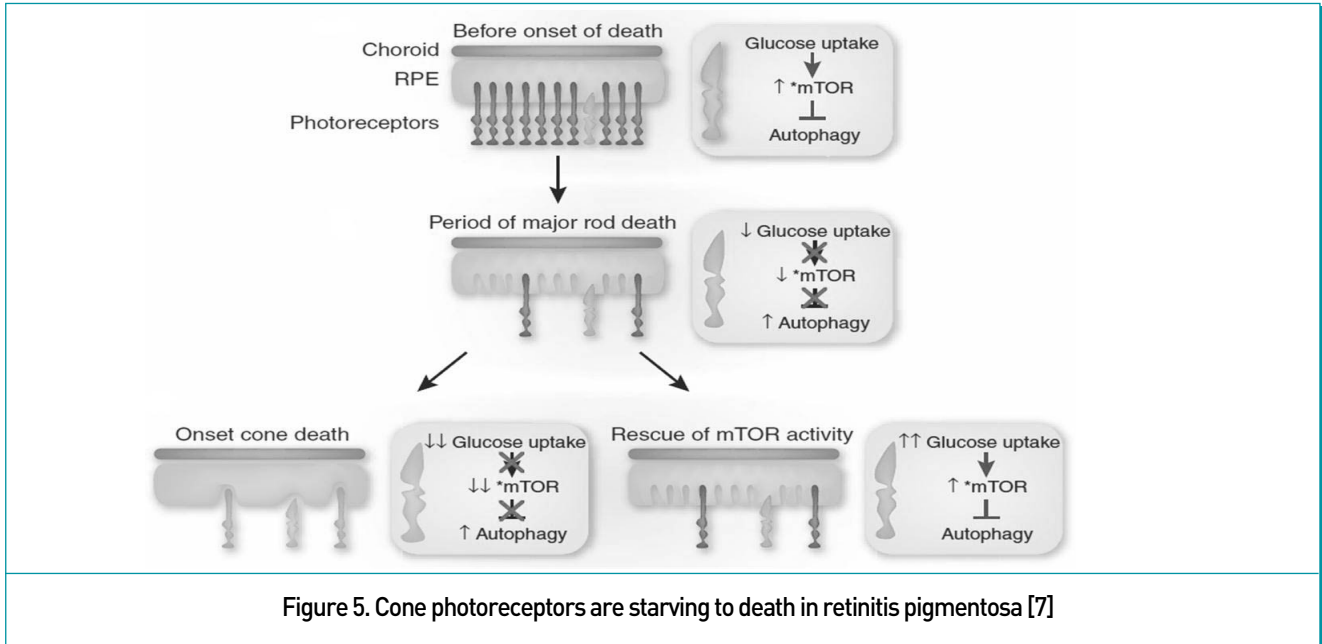 Before onset of death
Choroid
RPE
Photoreceptors
Glucose uptake
↑ *mTOR
Autophagy
Period of major rod death
↓ Glucose uptake
↓ *mTOR
↑ Autophagy
Onset cone death
↓↓ Glucose uptake
↓↓ *mTOR
↑ Autophagy
Rescue of mTOR activity
↑↑ Glucose uptake
↑ *mTOR
Autophagy
Figure 5. Cone photoreceptors are starving to death in retinitis pigmentosa [7]